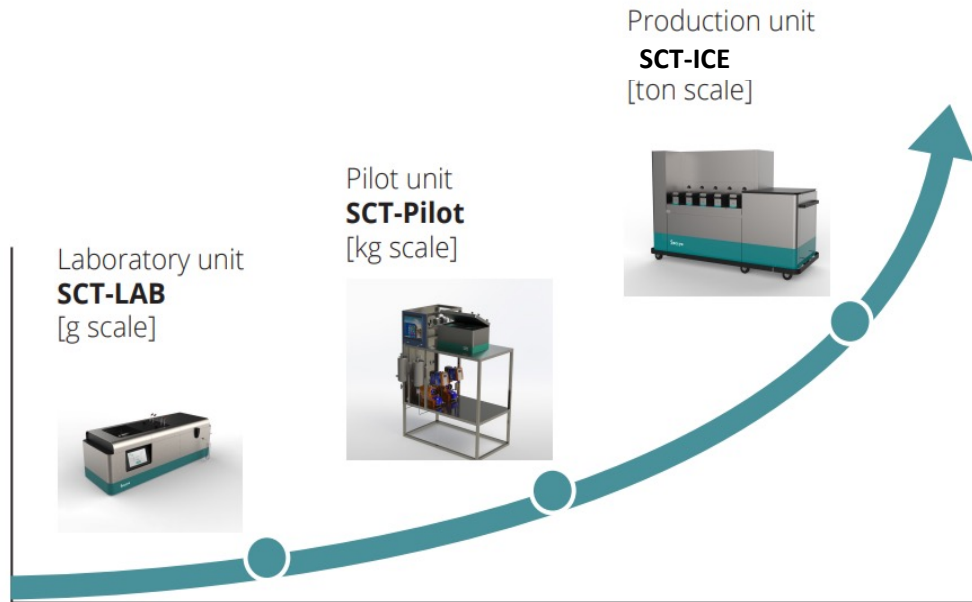 Laboratory unit
SCT-LAB
[g scale]
Pilot unit
SCT-Pilot
[kg scale]
Production unit
SCT-ICE
[ton scale]